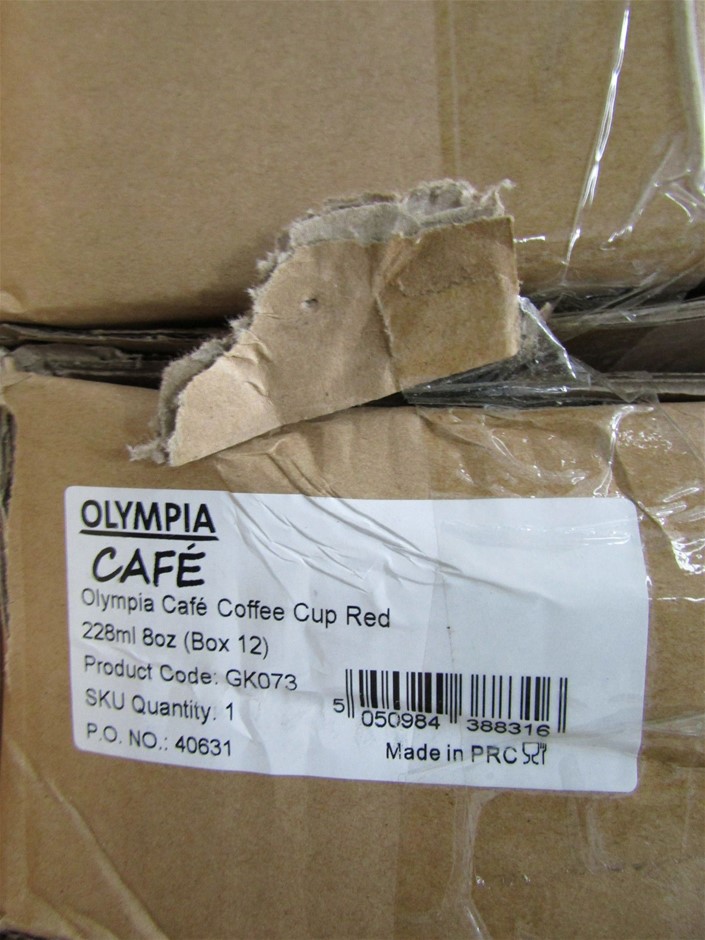 OLYMPIA
CAFÉ
Olympia Café Coffee Cup Red
228ml 8oz (Box 12)
Product Code: GK073
SKU Quantity: 1
P.O. NO.: 40631
5 050984 388316
Made in PRC